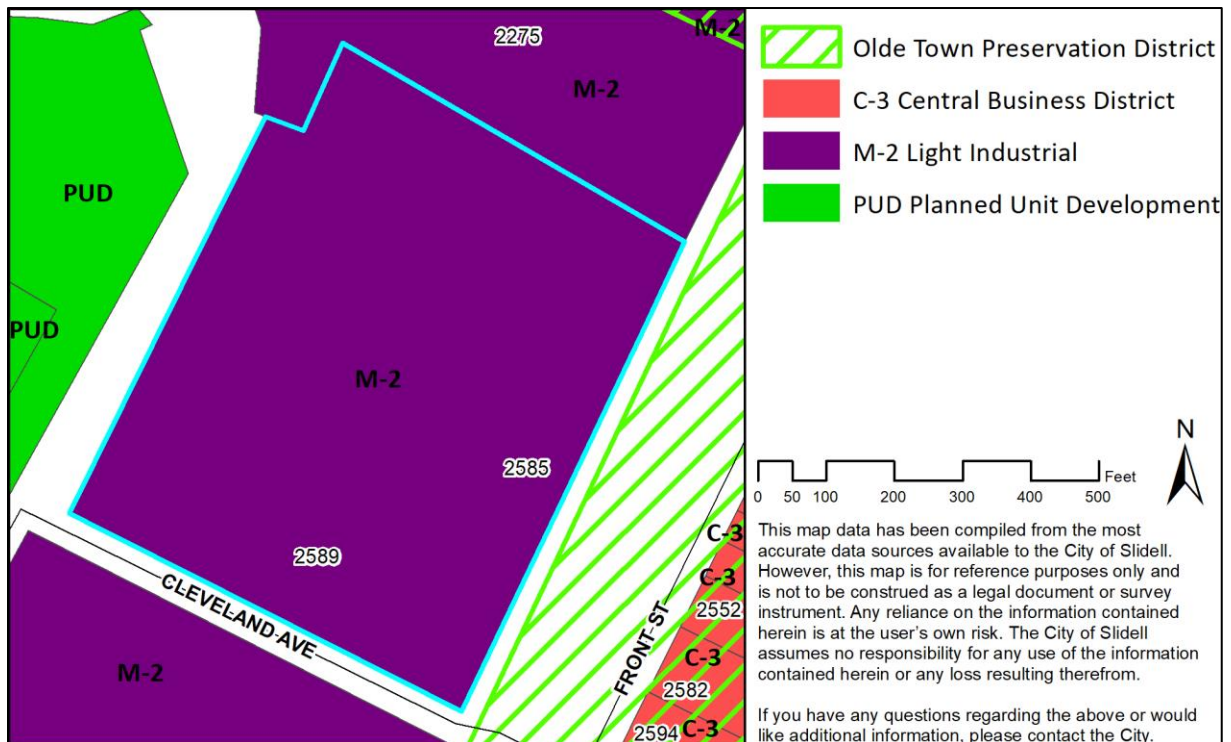 2275
M-2
M-2
PUD
PUD
M-2
2585
2589
CLEVELAND AVE
M-2
FRONT ST
C-3
C-3
2552
C-3
2582
2594
C-3
Olde Town Preservation District
C-3 Central Business District
M-2 Light Industrial
PUD Planned Unit Development
N
Feet
0 50 100 200 300 400 500
This map data has been compiled from the most
accurate data sources available to the City of Slidell.
However, this map is for reference purposes only and
is not to be construed as a legal document or survey
instrument. Any reliance on the information contained
herein is at the user's own risk. The City of Slidell
assumes no responsibility for any use of the information
contained herein or any loss resulting therefrom.
If you have any questions regarding the above or would
like additional information, please contact the City.